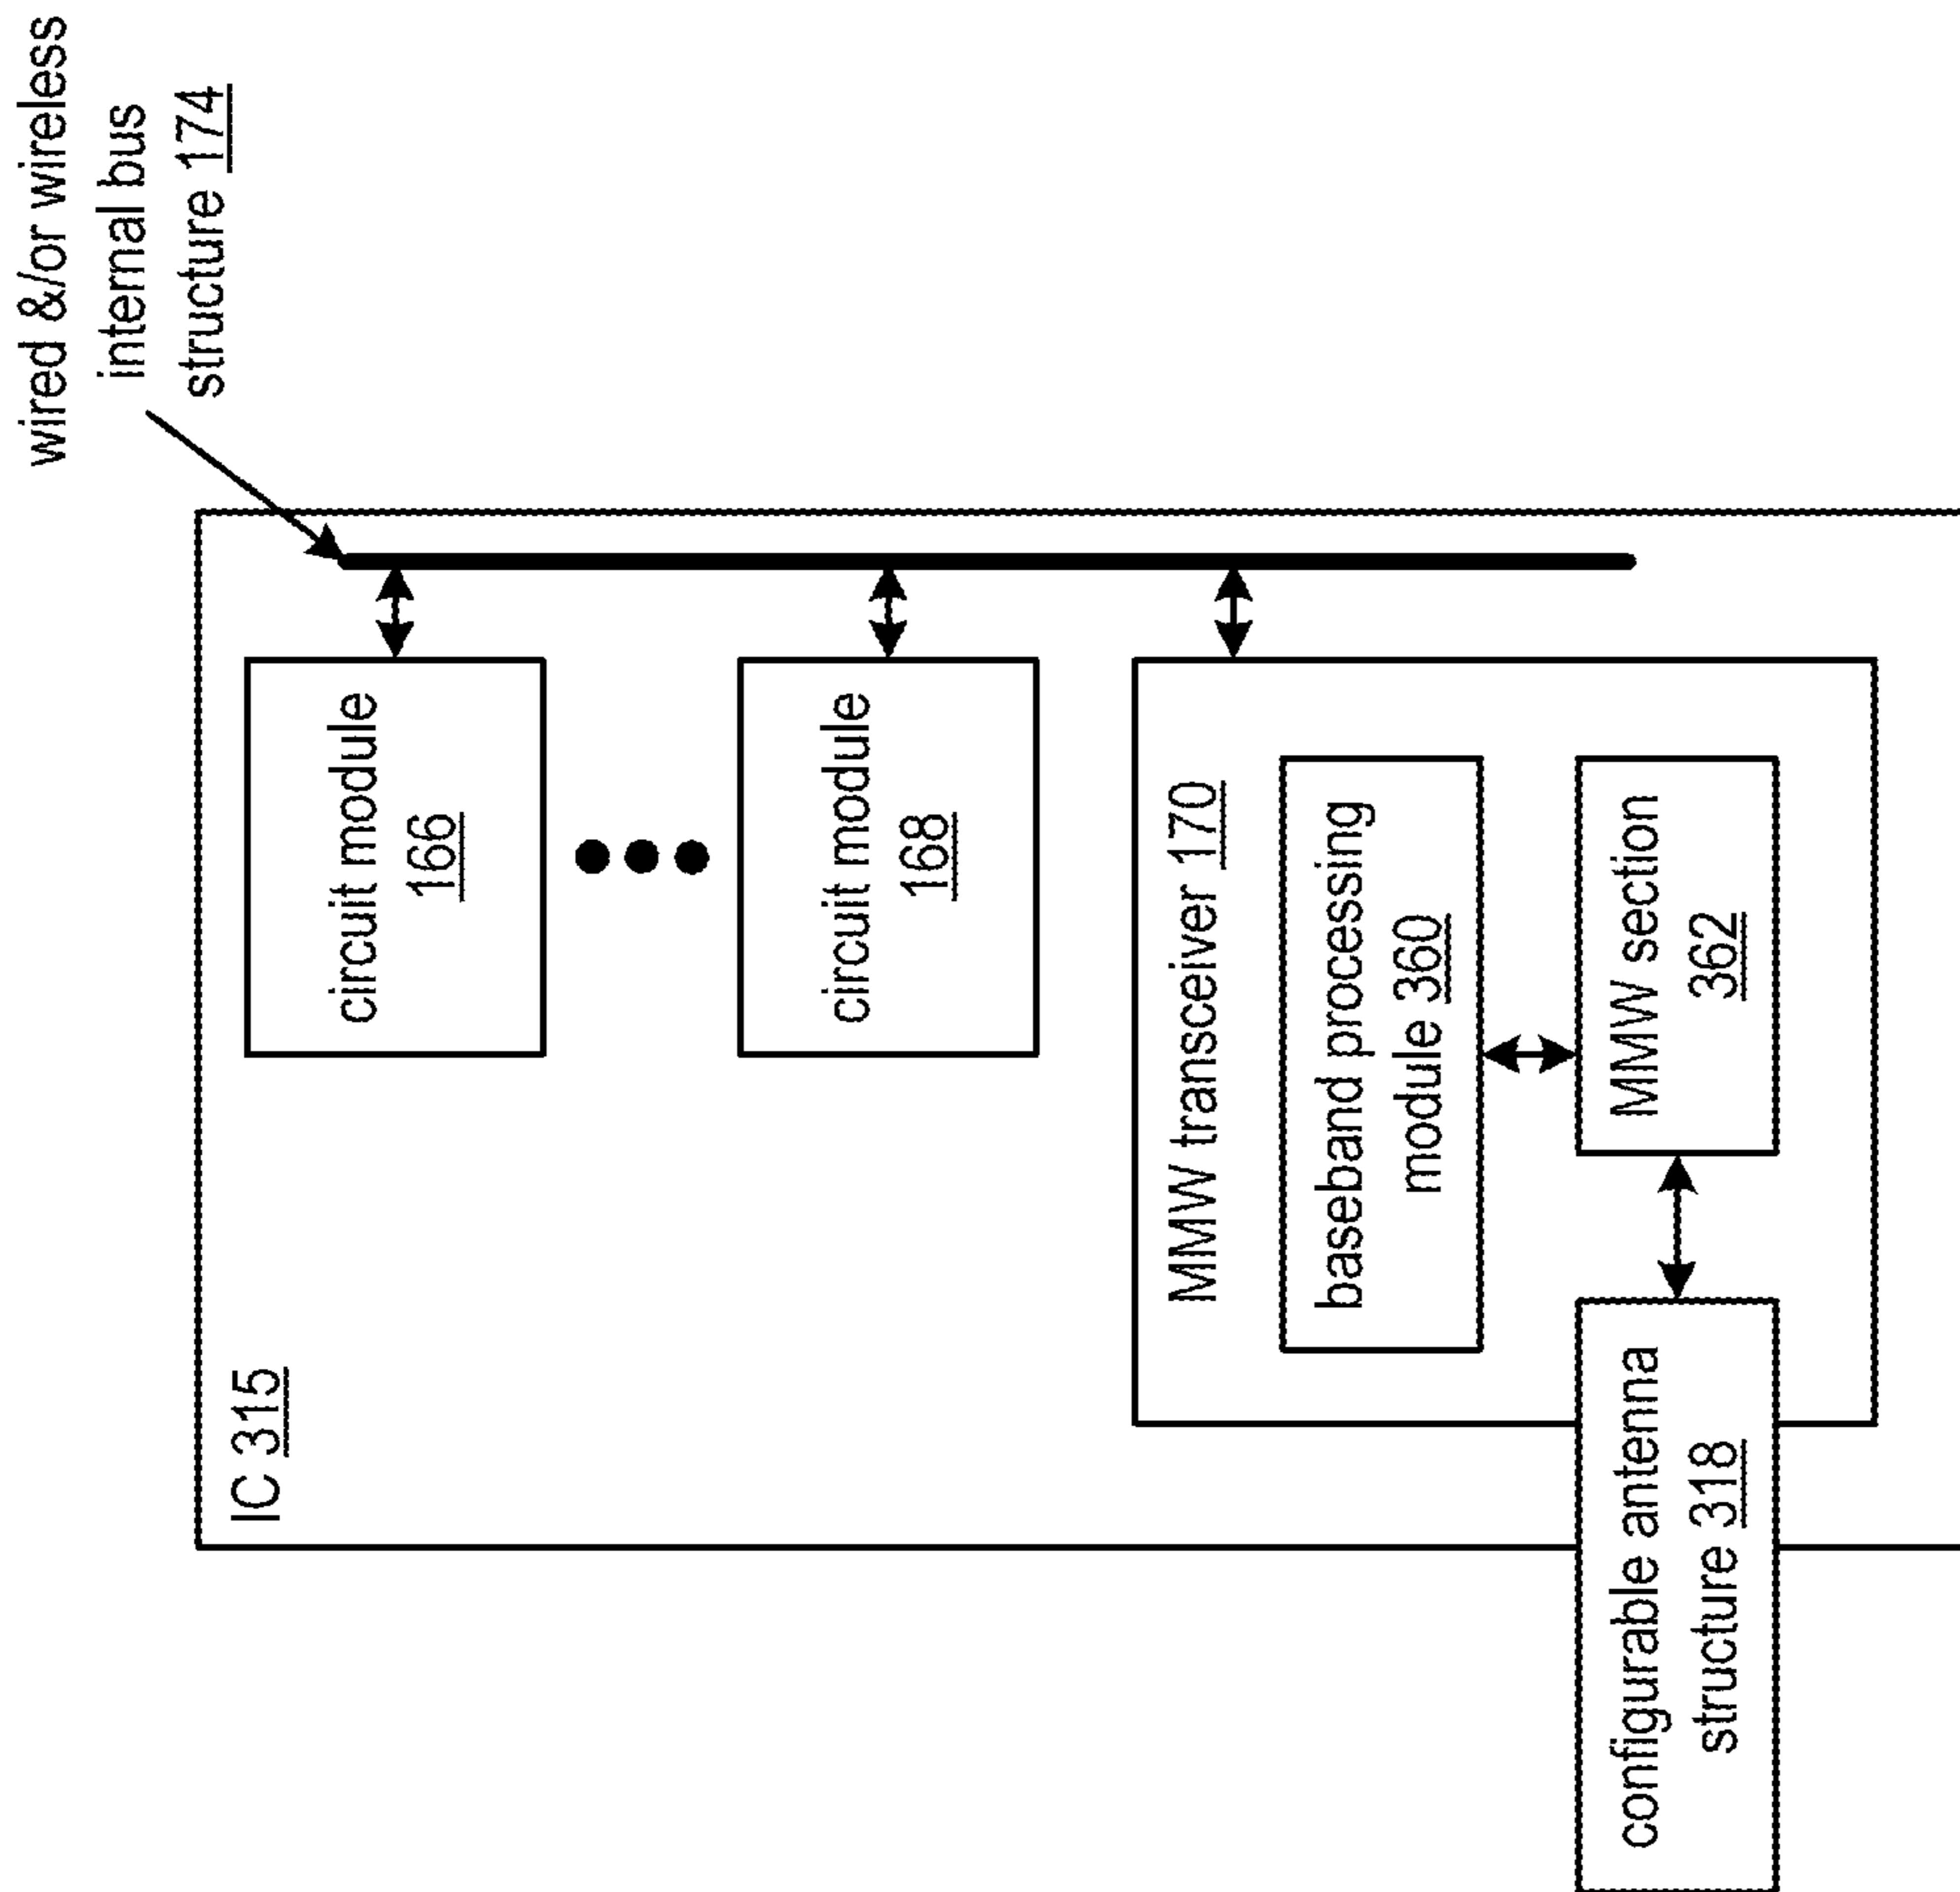 wired &/or wireless
internal bus
structure 174
IC 315
circuit module
166
circuit module
168
MMW transceiver 170
baseband processing
module 360
MMW section
362
configurable antenna
structure 318